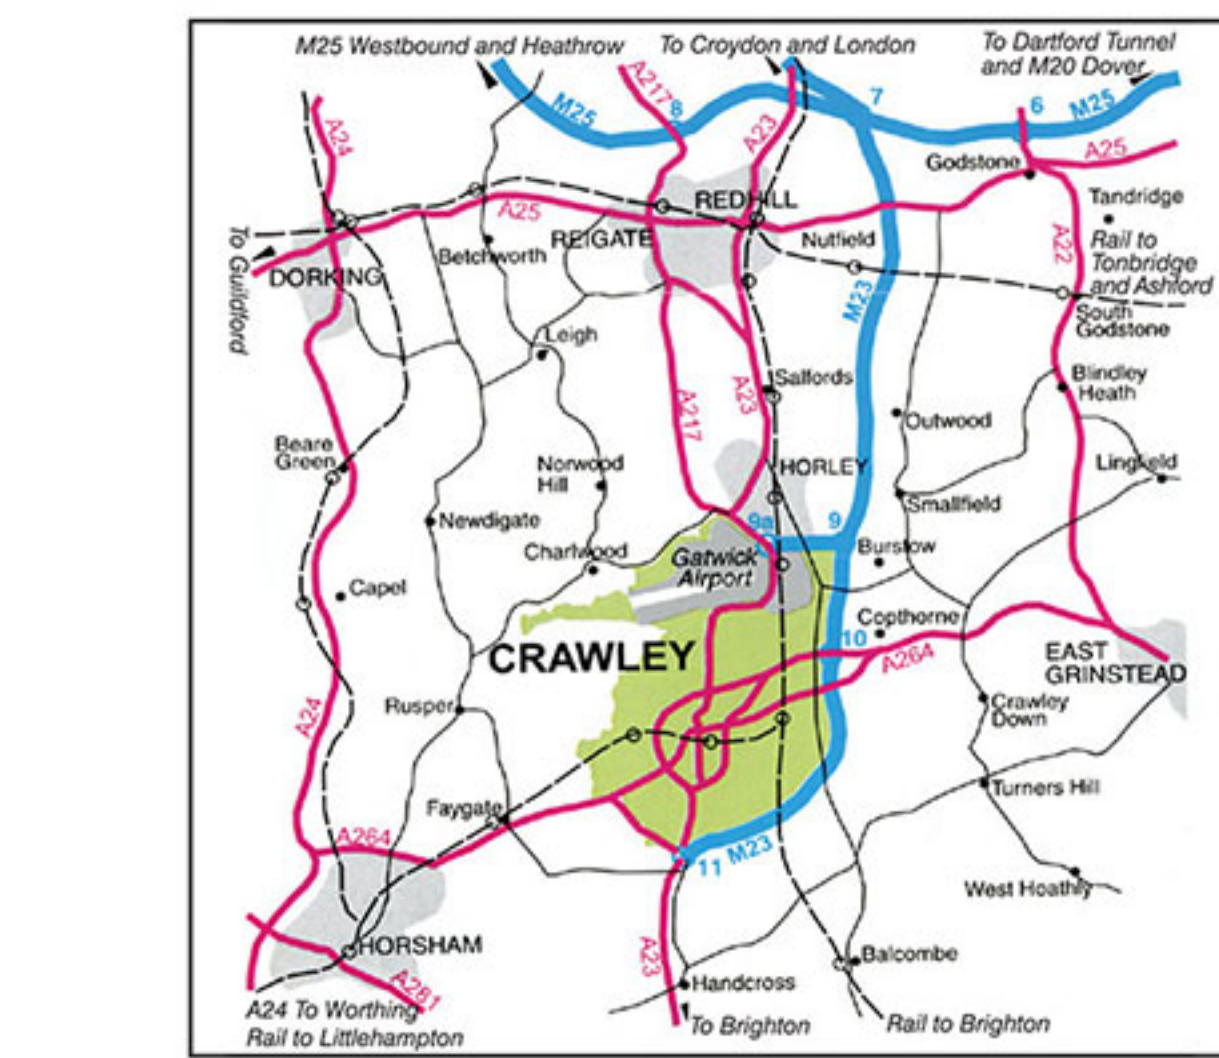 M25 Westbound and Heathrow
To Croydon and London
To Dartford Tunnel
and M20 Dover
A217
M25
8
7
6
M25
A24
A23
A25
Godstone
Tandridge
REDHILL
A25
REIGATE
Nutfield
A22
Rail to
Tonbridge
and Ashford
To Guildford
Betchworth
DORKING
M23
South
Godstone
Leigh
Salfords
A23
A217
Blindley
Heath
Outwood
Beare
Green
Norwood
Hill
HORLEY
Lingfield
Smallfield
Newdigate
9a
9
Charlwood
Gatwick
Airport
Burstow
Capel
Copthorne
10
CRAWLEY
A264
EAST
GRINSTEAD
A24
Rusper
Crawley
Down
Turners Hill
Faygate
A264
M23
11
West Hoathly
HORSHAM
A23
Balcombe
A281
Handcross
A24 To Worthing
Rail to Littlehampton
To Brighton
Rail to Brighton